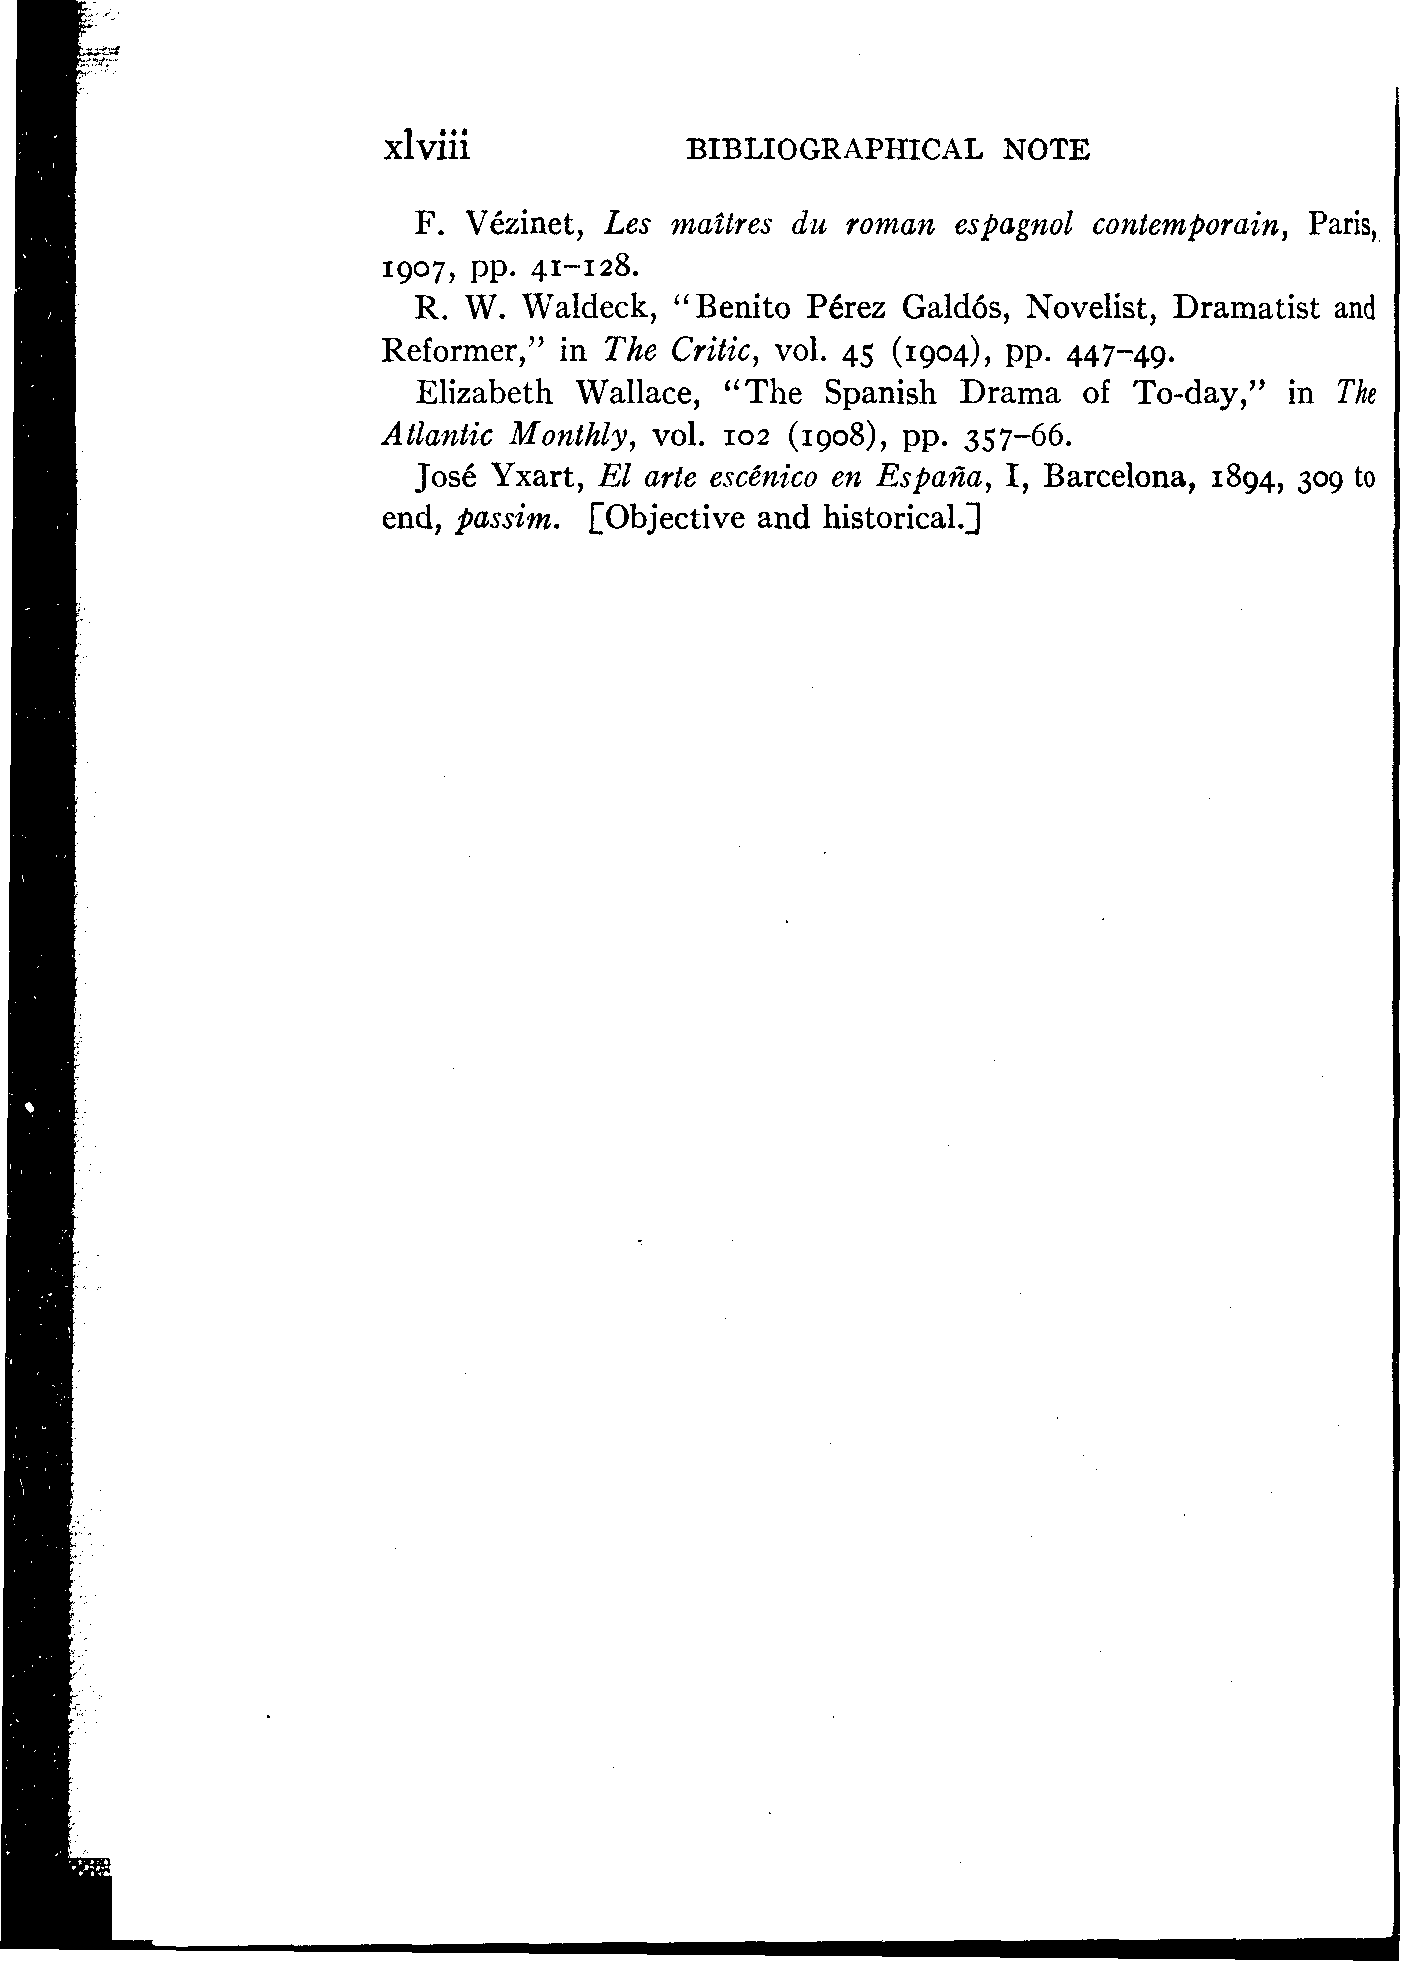 xlviii BIBLIOGRAPHICAL NOTE
F. Vézinet, Les maîtres du roman espagnol contemporain, Paris,
1907, pp. 41–128.
R. W. Waldeck, “Benito Pérez Galdós, Novelist, Dramatist and
Reformer,” in The Critic, vol. 45 (1904), pp. 447–49.
Elizabeth Wallace, “The Spanish Drama of To-day,” in The
Atlantic Monthly, vol. 102 (1908), pp. 357–66.
José Yxart, El arte escénico en España, I, Barcelona, 1894, 309 to
end, passim. [Objective and historical.]